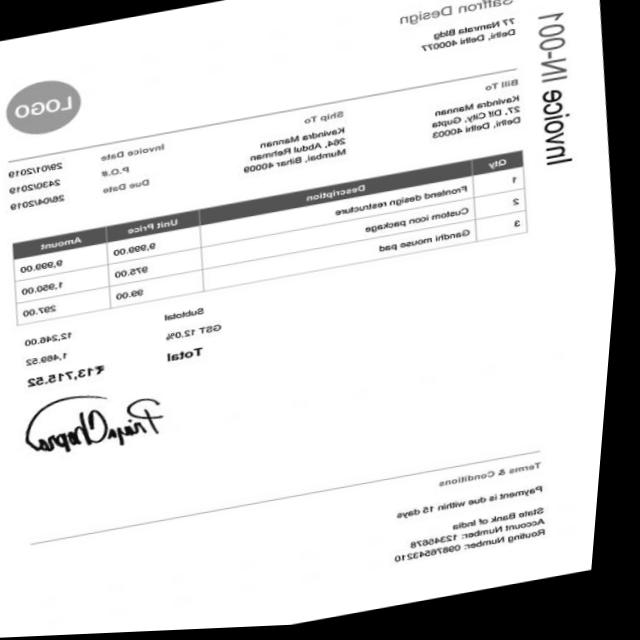 Saffron Design
77 Namrata Bldg
Delhi, Delhi 400077
Invoice IN-001
LOGO
Bill To
Kavindra Mannan
27, Dlf City, Gupta
Delhi, Delhi 40003
Ship To
Kavindra Mannan
264, Abdul Rehman
Mumbai, Bihar 40009
Invoice Date 29/01/2019
P.O.# 2430/2019
Due Date 26/04/2019
Qty Description Unit Price Amount
1 Frontend design restructure 9,999.00 9,999.00
2 Custom icon package 975.00 1,950.00
3 Gandhi mouse pad 99.00 297.00
Subtotal 12,246.00
GST 12.0% 1,469.52
Total ₹13,715.52
Priya Chopra
Terms & Conditions
Payment is due within 15 days
State Bank of India
Account Number: 12345678
Routing Number: 09876543210